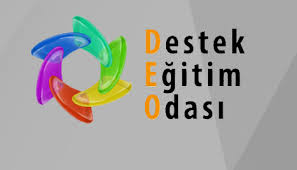 Destek
Eğitim
Odası